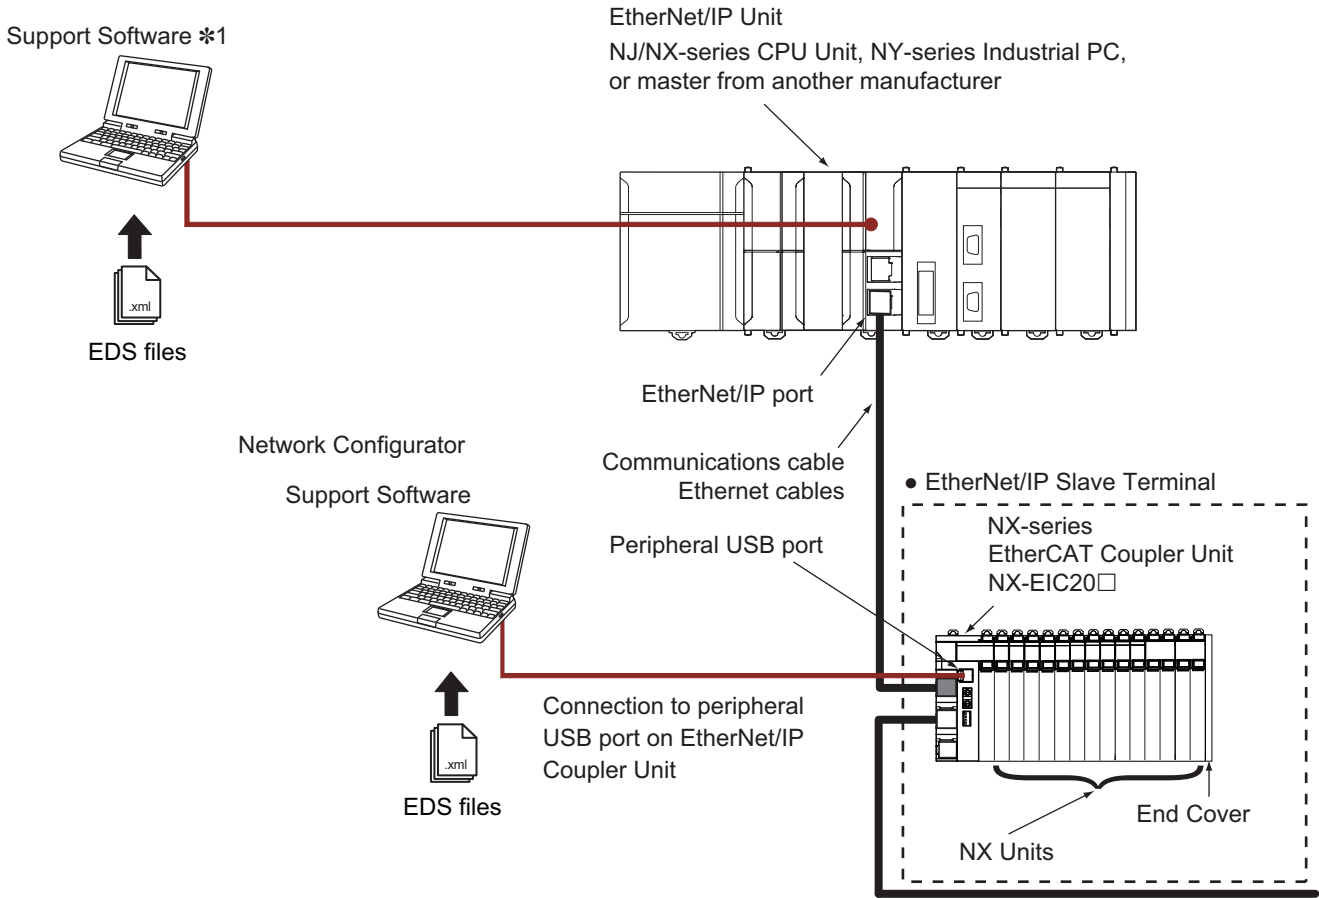 EtherNet/IP Unit
Support Software ✻1
NJ/NX-series CPU Unit, NY-series Industrial PC,
or master from another manufacturer
.xml
EDS files
EtherNet/IP port
Network Configurator
Support Software
Communications cable
Ethernet cables
● EtherNet/IP Slave Terminal
NX-series
EtherCAT Coupler Unit
NX-EIC20□
Peripheral USB port
Connection to peripheral
USB port on EtherNet/IP
Coupler Unit
.xml
EDS files
End Cover
NX Units